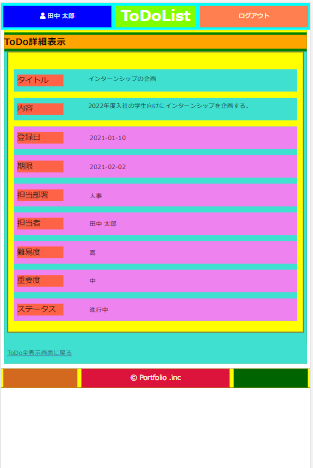 田中 太郎
ToDoList
ログアウト
ToDo詳細表示
タイトル インターンシップの企画
内容 2022年度入社の学生向けにインターンシップを企画する。
登録日 2021-01-10
期限 2021-02-02
担当部署 人事
担当者 田中 太郎
難易度 高
重要度 中
ステータス 進行中
ToDo全表示画面に戻る
© Portfolio .inc